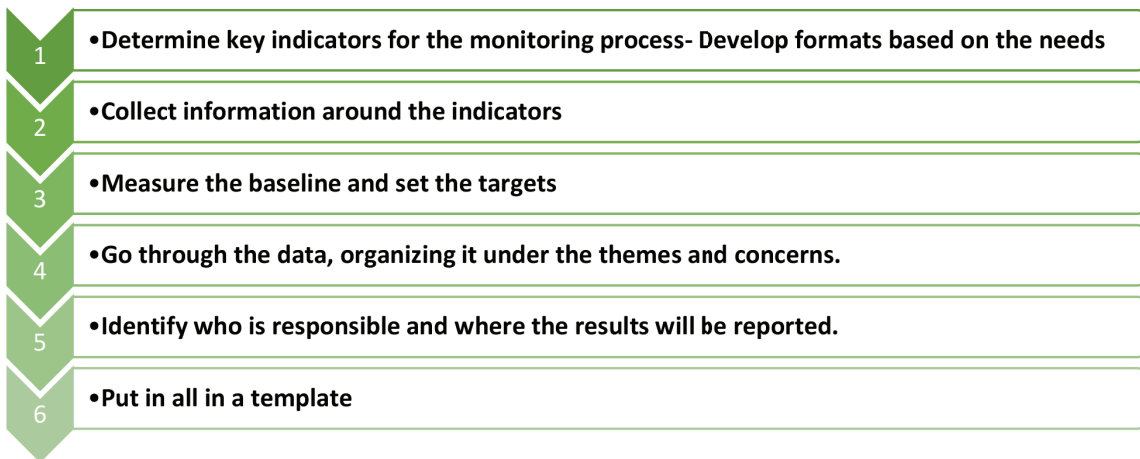 1
•Determine key indicators for the monitoring process- Develop formats based on the needs
2
•Collect information around the indicators
3
•Measure the baseline and set the targets
4
•Go through the data, organizing it under the themes and concerns.
5
•Identify who is responsible and where the results will be reported.
6
•Put in all in a template